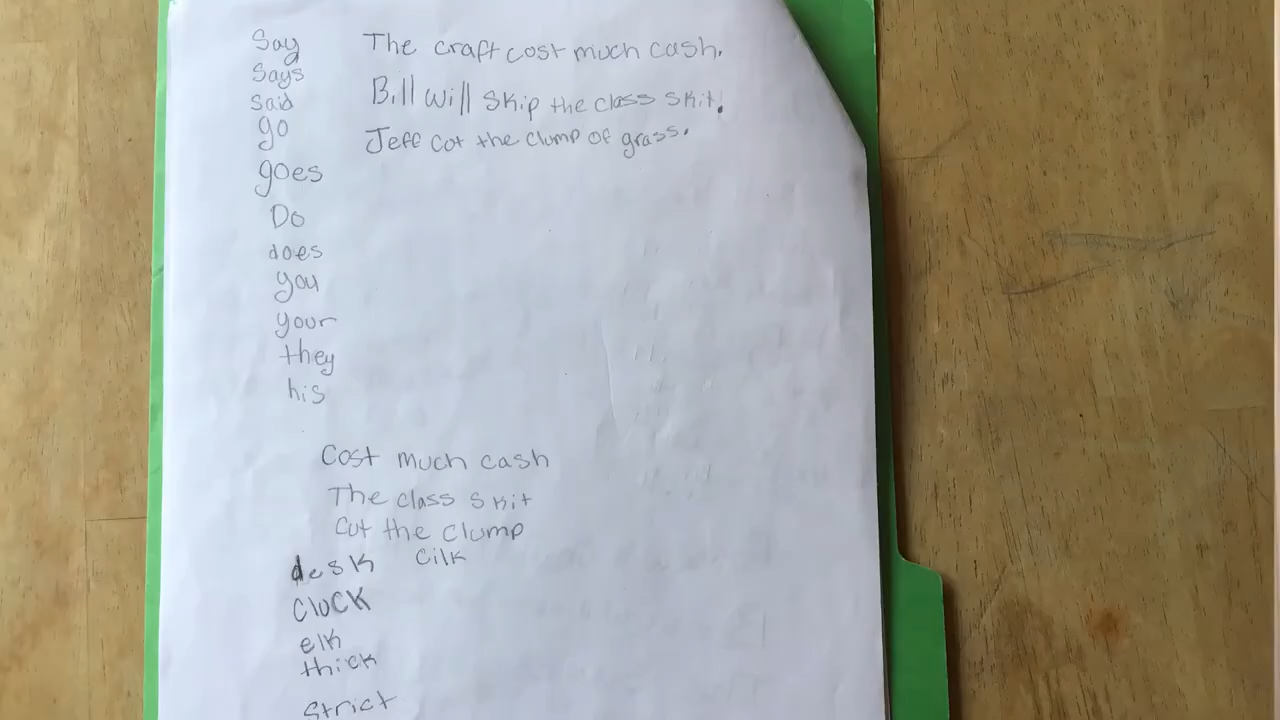 Say
Says
said
go
goes
Do
does
you
your
they
his
The craft cost much cash.
Bill will skip the class skit.
Jeff cot the clump of grass.
Cost much cash
The class skit
Cut the clump
desk cilk
Clock
elk
thick
Strict